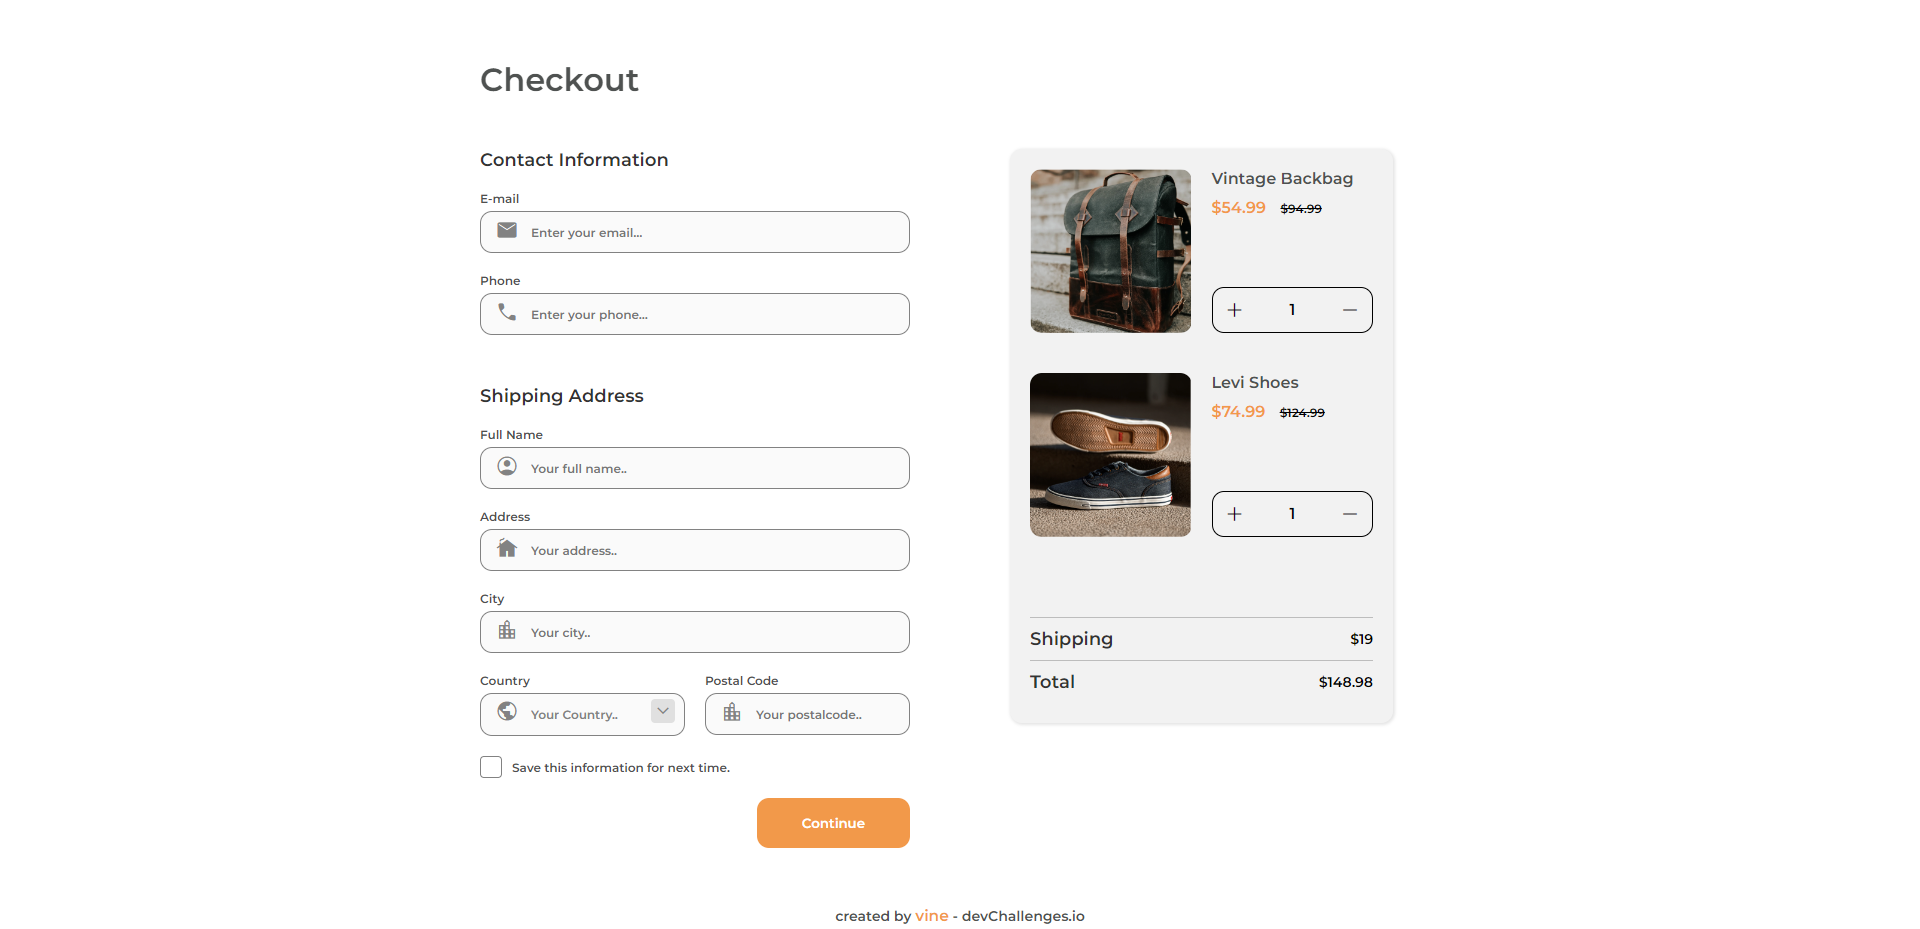 Checkout
Contact Information
E-mail
Enter your email...
Phone
Enter your phone...
Shipping Address
Full Name
Your full name..
Address
Your address..
City
Your city..
Country
Your Country..
Postal Code
Your postalcode..
Save this information for next time.
Continue
Vintage Backbag
$54.99 $94.99
1
Levi Shoes
$74.99 $124.99
1
Shipping $19
Total $148.98
created by vine - devChallenges.io